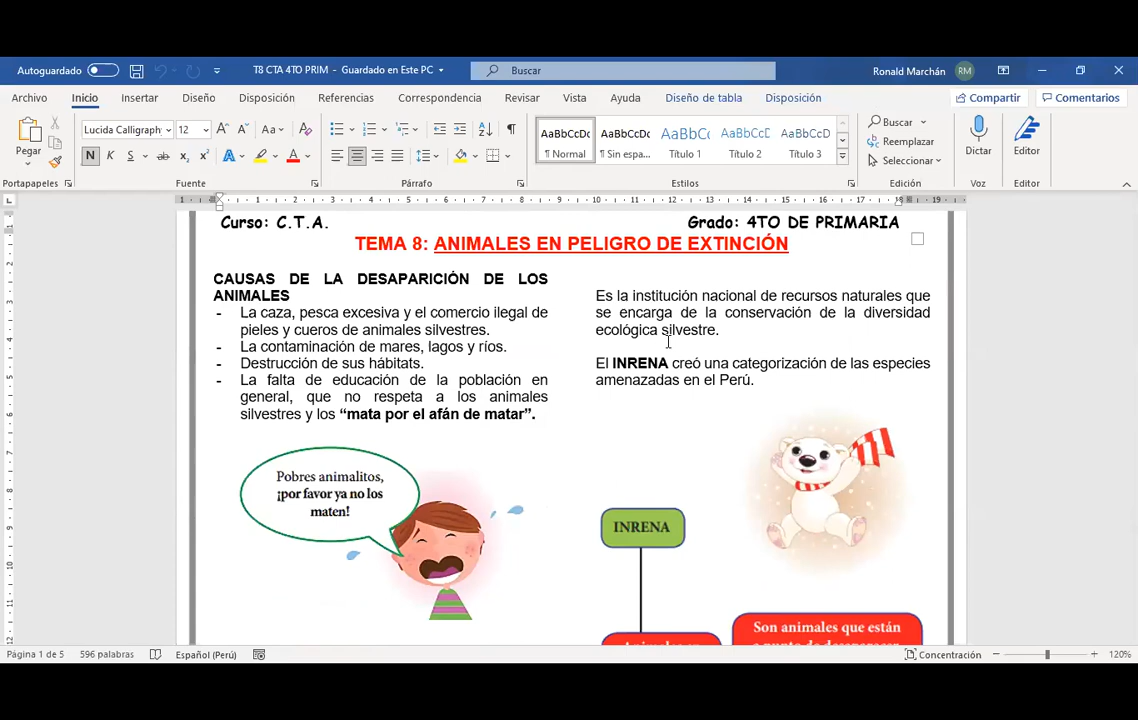 Autoguardado
T8 CTA 4TO PRIM - Guardado en Este PC
Buscar
Ronald Marchán RM
Archivo Inicio Insertar Diseño Disposición Referencias Correspondencia Revisar Vista Ayuda Diseño de tabla Disposición Compartir Comentarios
Pegar
Portapapeles
Lucida Calligraphy 12
N K S
Fuente
Párrafo
AaBbCcDc AaBbCcDc AaBbCc AaBbCcC AaBbCcD
¶ Normal ¶ Sin espa... Título 1 Título 2 Título 3
Estilos
Buscar
Reemplazar
Seleccionar
Edición
Dictar
Voz
Editor
Editor
Curso: C.T.A. Grado: 4TO DE PRIMARIA
TEMA 8: ANIMALES EN PELIGRO DE EXTINCIÓN
CAUSAS DE LA DESAPARICIÓN DE LOS
ANIMALES
- La caza, pesca excesiva y el comercio ilegal de
pieles y cueros de animales silvestres.
- La contaminación de mares, lagos y ríos.
- Destrucción de sus hábitats.
- La falta de educación de la población en
general, que no respeta a los animales
silvestres y los “mata por el afán de matar”.
Pobres animalitos,
¡por favor ya no los
maten!
Es la institución nacional de recursos naturales que
se encarga de la conservación de la diversidad
ecológica silvestre.
El INRENA creó una categorización de las especies
amenazadas en el Perú.
INRENA
Son animales que están
Página 1 de 5 596 palabras Español (Perú) Concentración 120%